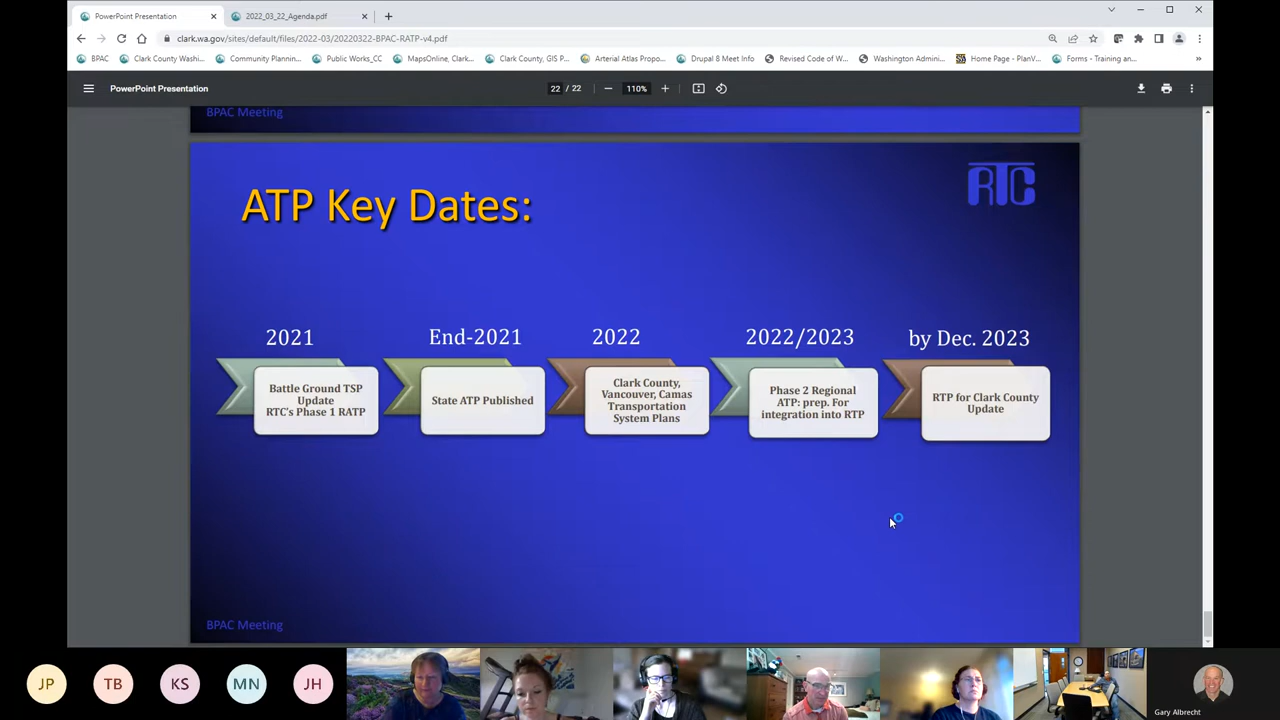 PowerPoint Presentation
2022_03_22_Agenda.pdf
clark.wa.gov/sites/default/files/2022-03/20220322-BPAC-RATP-v4.pdf
BPAC
Clark County Washi...
Community Plannin...
Public Works_CC
MapsOnline, Clark...
Clark County, GIS P...
Arterial Atlas Propo...
Drupal 8 Meet Info
Revised Code of W...
Washington Admini...
Home Page - PlanV...
Forms - Training an...
»
PowerPoint Presentation
22 / 22
110%
BPAC Meeting
RTC
ATP Key Dates:
2021
Battle Ground TSP
Update
RTC's Phase 1 RATP
End-2021
State ATP Published
2022
Clark County,
Vancouver, Camas
Transportation
System Plans
2022/2023
Phase 2 Regional
ATP: prep. For
integration into RTP
by Dec. 2023
RTP for Clark County
Update
BPAC Meeting
JP
TB
KS
MN
JH
Gary Albrecht